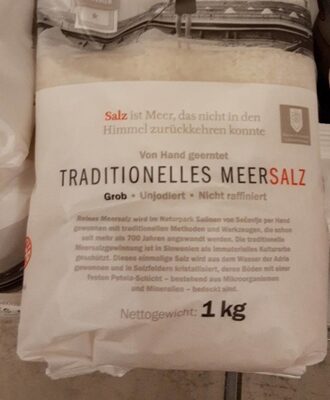 Salz ist Meer, das nicht in den
Himmel zurückkehren konnte
Von Hand geerntet
TRADITIONELLES MEERSALZ
Grob • Unjodiert • Nicht raffiniert
Reines Meersalz wird im Naturpark Salinen von Sečovlje per Hand
gewonnen mit traditionellen Methoden und Werkzeugen, die schon
seit mehr als 700 Jahren angewandt werden. Die traditionelle
Meersalzgewinnung ist in Slowenien als immaterielles Kulturerbe
geschützt. Dieses einmalige Salz wird aus dem Wasser der Adria
gewonnen und in Salzfeldern kristallisiert, deren Böden mit einer
festen Petola-Schicht – bestehend aus Mikroorganismen
und Mineralien – bedeckt sind.
Nettogewicht: 1 kg